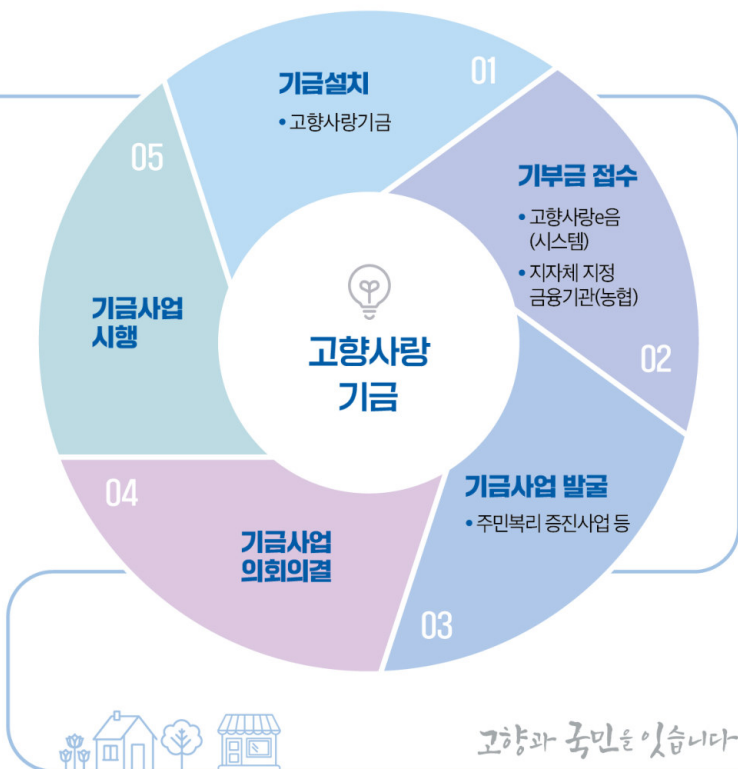 01
기금설치
• 고향사랑기금
기부금 접수
• 고향사랑e음
(시스템)
• 지자체 지정
금융기관(농협)
02
기금사업 발굴
• 주민복리 증진사업 등
03
04
기금사업
의회의결
05
기금사업
시행
고향사랑
기금
고향과 국민을 잇습니다